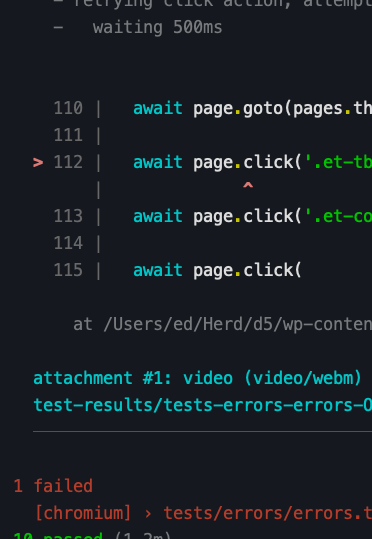 - retrying click action, attempt
-   waiting 500ms
110 |   await page.goto(pages.th
111 |
> 112 |   await page.click('.et-tb
|            ^
113 |   await page.click('.et-co
114 |
115 |   await page.click(
at /Users/ed/Herd/d5/wp-conten
attachment #1: video (video/webm)
test-results/tests-errors-errors-O
1 failed
[chromium] › tests/errors/errors.t
10 passed (1.2m)